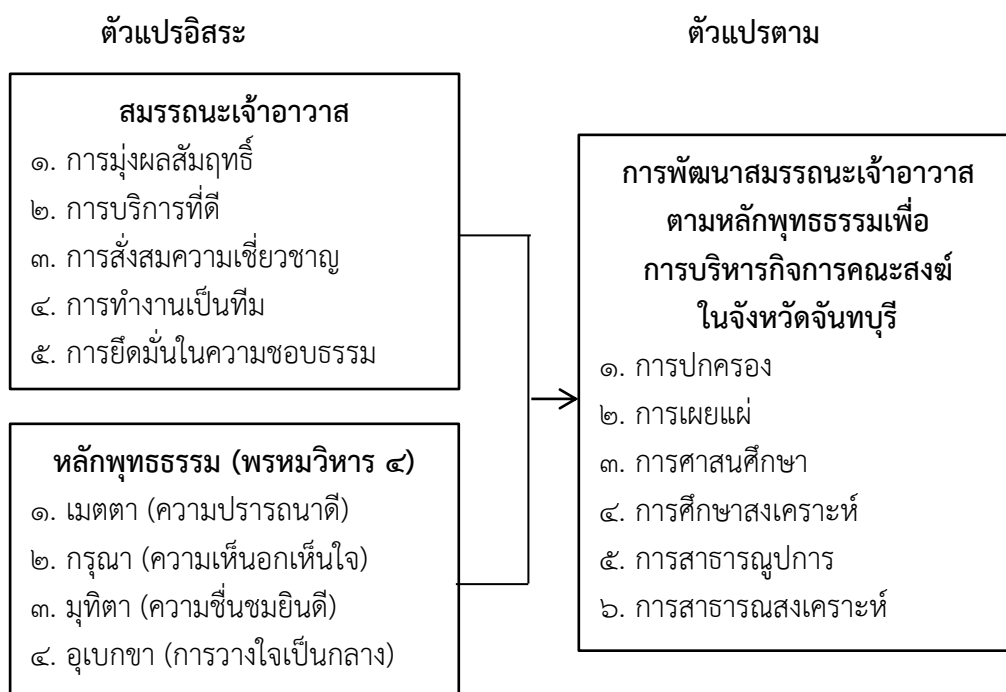 ตัวแปรอิสระ
ตัวแปรตาม
สมรรถนะเจ้าอาวาส
๑. การมุ่งผลสัมฤทธิ์
๒. การบริการที่ดี
๓. การสั่งสมความเชี่ยวชาญ
๔. การทำงานเป็นทีม
๕. การยึดมั่นในความชอบธรรม
หลักพุทธธรรม (พรหมวิหาร ๔)
๑. เมตตา (ความปรารถนาดี)
๒. กรุณา (ความเห็นอกเห็นใจ)
๓. มุทิตา (ความชื่นชมยินดี)
๔. อุเบกขา (การวางใจเป็นกลาง)
การพัฒนาสมรรถนะเจ้าอาวาส
ตามหลักพุทธธรรมเพื่อ
การบริหารกิจการคณะสงฆ์
ในจังหวัดจันทบุรี
๑. การปกครอง
๒. การเผยแผ่
๓. การศาสนศึกษา
๔. การศึกษาสงเคราะห์
๕. การสาธารณูปการ
๖. การสาธารณสงเคราะห์